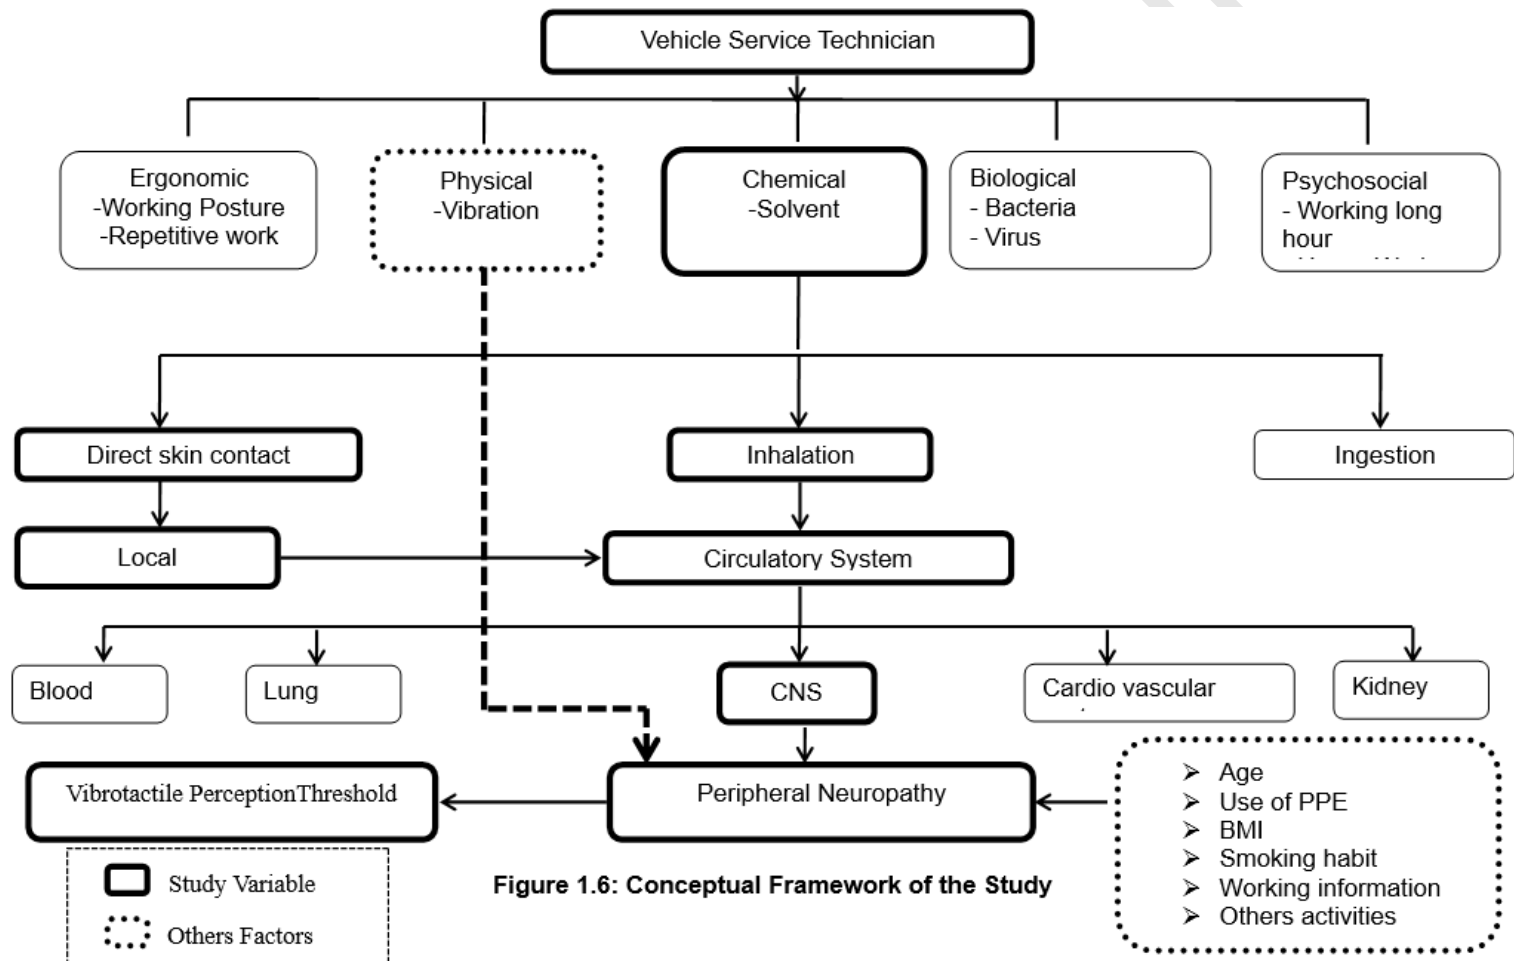 Vehicle Service Technician
Ergonomic
-Working Posture
-Repetitive work
Physical
-Vibration
Chemical
-Solvent
Biological
- Bacteria
- Virus
Psychosocial
- Working long
hour
Direct skin contact
Inhalation
Ingestion
Local
Circulatory System
Blood
Lung
CNS
Cardio vascular
Kidney
Vibrotactile PerceptionThreshold
Peripheral Neuropathy
➢ Age
➢ Use of PPE
➢ BMI
➢ Smoking habit
➢ Working information
➢ Others activities
Study Variable
Others Factors
Figure 1.6: Conceptual Framework of the Study